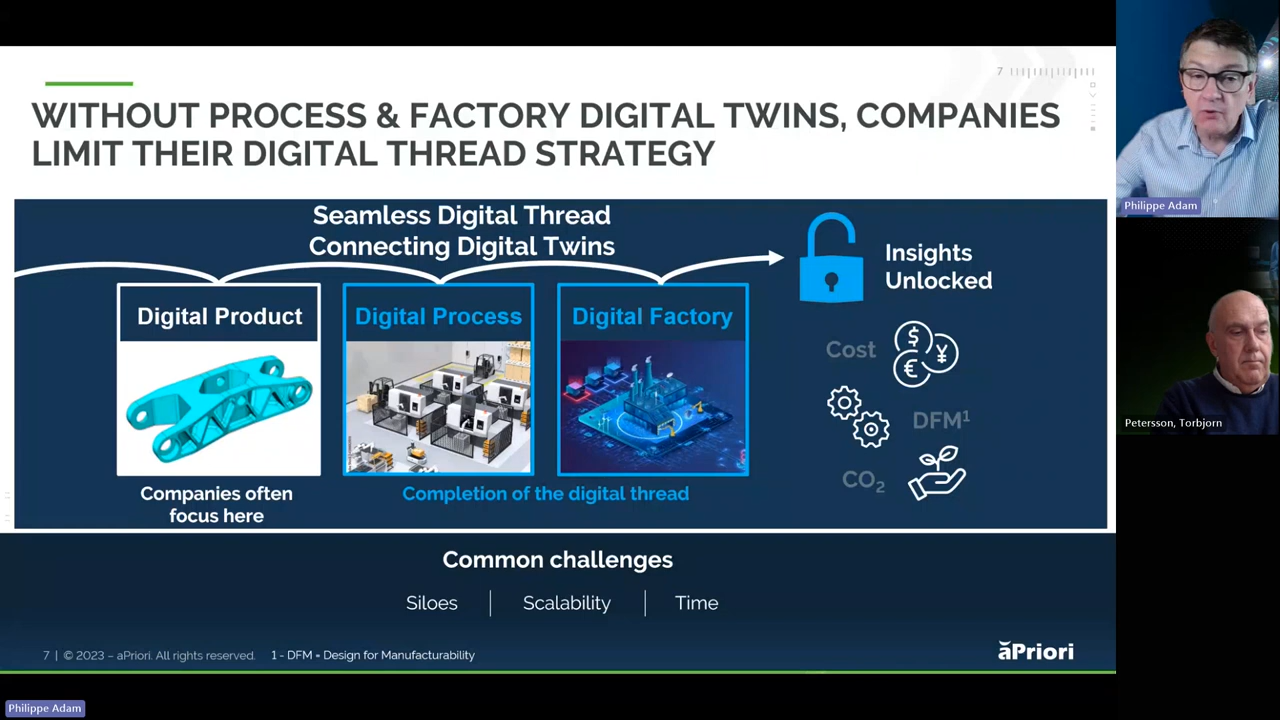 7
WITHOUT PROCESS & FACTORY DIGITAL TWINS, COMPANIES
LIMIT THEIR DIGITAL THREAD STRATEGY
Seamless Digital Thread
Connecting Digital Twins
Digital Product
Digital Process
Digital Factory
Companies often
focus here
Completion of the digital thread
Insights
Unlocked
Cost
$
¥
€
DFM¹
CO₂
Common challenges
Siloes | Scalability | Time
7 | © 2023 – aPriori. All rights reserved. 1 - DFM = Design for Manufacturability
āPriori
Philippe Adam
Petersson, Torbjorn
Philippe Adam